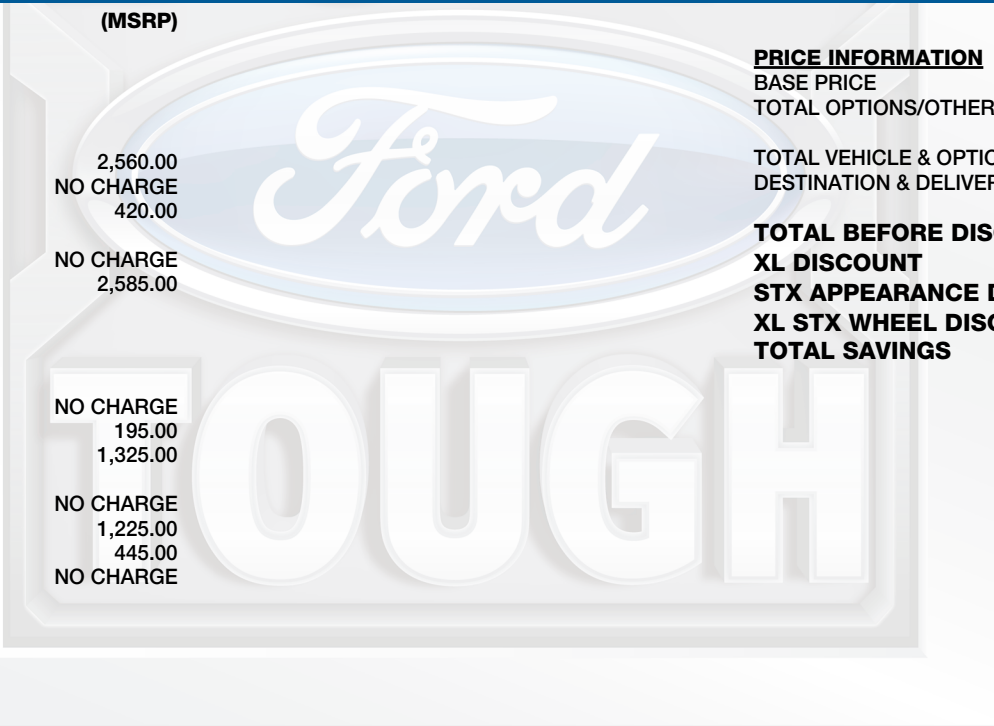 (MSRP)
2,560.00
NO CHARGE
420.00
NO CHARGE
2,585.00
NO CHARGE
195.00
1,325.00
NO CHARGE
1,225.00
445.00
NO CHARGE
PRICE INFORMATION
BASE PRICE
TOTAL OPTIONS/OTHER
TOTAL VEHICLE & OPTIO
DESTINATION & DELIVER
TOTAL BEFORE DISC
XL DISCOUNT
STX APPEARANCE D
XL STX WHEEL DISC
TOTAL SAVINGS
Ford
TOUGH